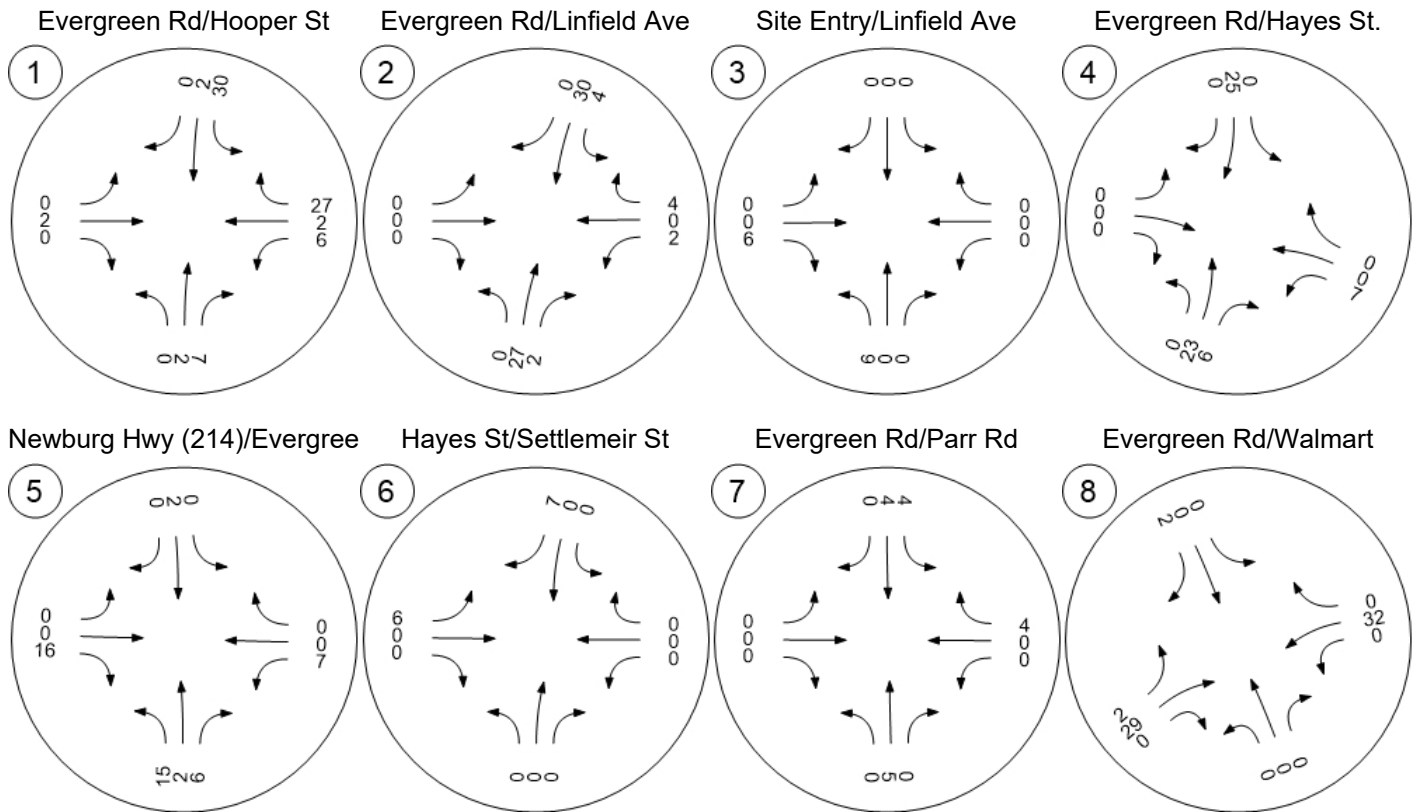 Evergreen Rd/Hooper St
1
0 2 30
0
2
0
27
2
6
0 2 7
Evergreen Rd/Linfield Ave
2
0 30 4
0
0
0
4
0
2
0 27 2
Site Entry/Linfield Ave
3
0 0 0
0
0
6
0
0
0
6 0 0
Evergreen Rd/Hayes St.
4
0 25 0
0
0
0
0
0
7
0 23 6
Newburg Hwy (214)/Evergree
5
0 2 0
0
0
16
0
0
7
15 2 6
Hayes St/Settlemeir St
6
7 0 0
6
0
0
0
0
0
0 0 0
Evergreen Rd/Parr Rd
7
0 4 4
0
0
0
4
0
0
0 5 0
Evergreen Rd/Walmart
8
2 0 0
2
29
0
0
32
0
0 0 0